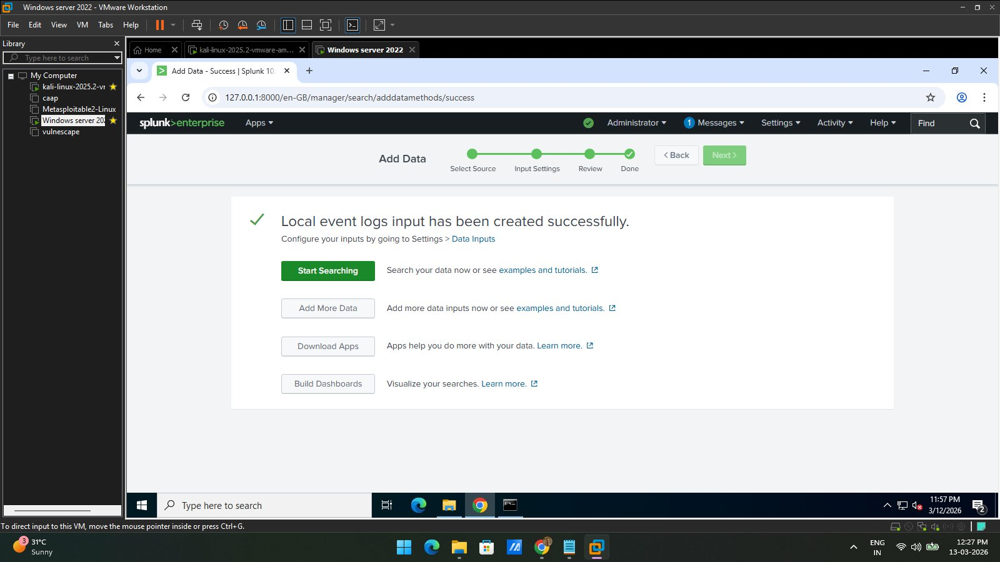 Windows server 2022 - VMware Workstation
File Edit View VM Tabs Help
Library
Type here to search
My Computer
kali-linux-2025.2-vr
caap
Metasploitable2-Linux
Windows server 202
vulnescape
Home
kali-linux-2025.2-vmware-am...
Windows server 2022
Add Data - Success | Splunk 10.
127.0.0.1:8000/en-GB/manager/search/adddatamethods/success
splunk>enterprise Apps Administrator 1 Messages Settings Activity Help Find
Add Data
Select Source Input Settings Review Done
< Back
Next >
Local event logs input has been created successfully.
Configure your inputs by going to Settings > Data Inputs
Start Searching Search your data now or see examples and tutorials.
Add More Data Add more data inputs now or see examples and tutorials.
Download Apps Apps help you do more with your data. Learn more.
Build Dashboards Visualize your searches. Learn more.
Type here to search
11:57 PM
3/12/2026
2
To direct input to this VM, move the mouse pointer inside or press Ctrl+G.
3
31°C
Sunny
ENG
IN
12:27 PM
13-03-2026